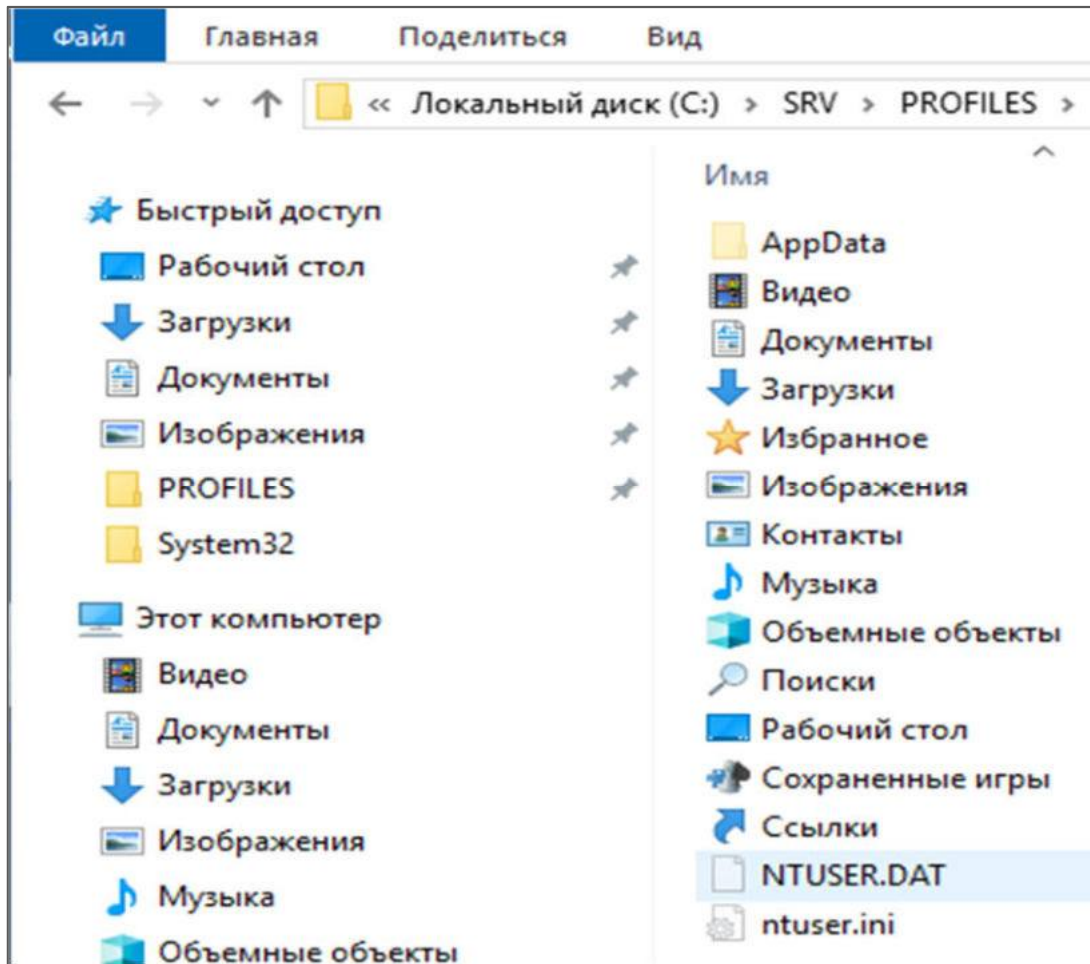 Файл Главная Поделиться Вид
« Локальный диск (C:) > SRV > PROFILES >
Быстрый доступ
Рабочий стол
Загрузки
Документы
Изображения
PROFILES
System32
Этот компьютер
Видео
Документы
Загрузки
Изображения
Музыка
Объемные объекты
Имя
AppData
Видео
Документы
Загрузки
Избранное
Изображения
Контакты
Музыка
Объемные объекты
Поиски
Рабочий стол
Сохраненные игры
Ссылки
NTUSER.DAT
ntuser.ini